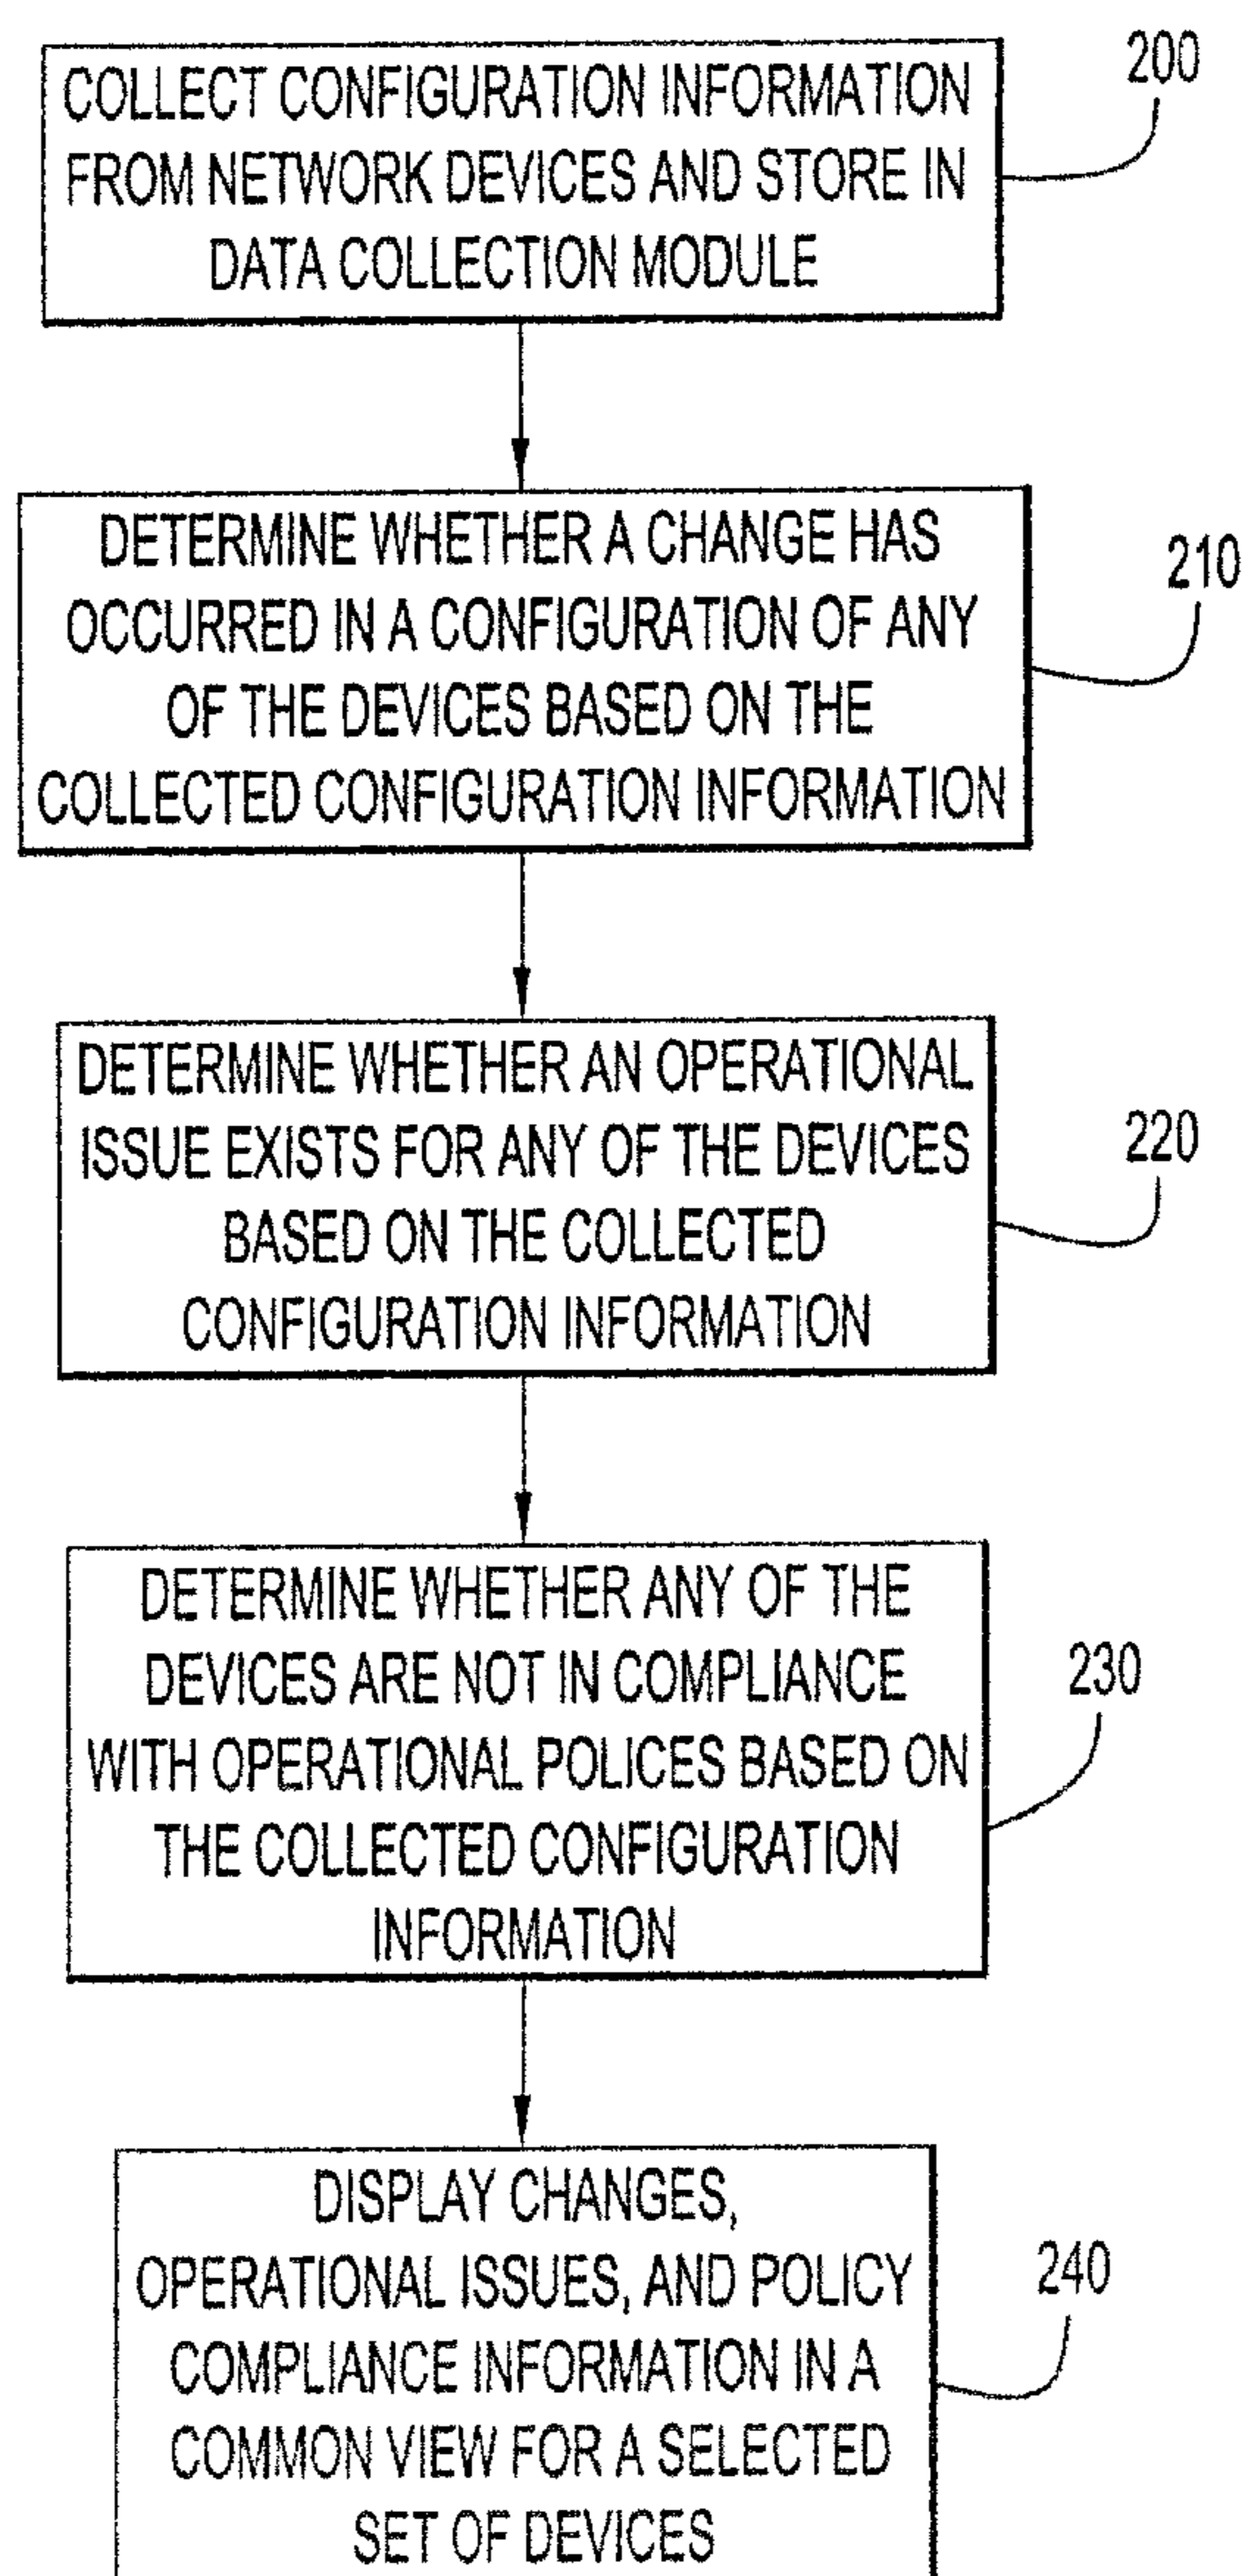 200
COLLECT CONFIGURATION INFORMATION
FROM NETWORK DEVICES AND STORE IN
DATA COLLECTION MODULE
210
DETERMINE WHETHER A CHANGE HAS
OCCURRED IN A CONFIGURATION OF ANY
OF THE DEVICES BASED ON THE
COLLECTED CONFIGURATION INFORMATION
220
DETERMINE WHETHER AN OPERATIONAL
ISSUE EXISTS FOR ANY OF THE DEVICES
BASED ON THE COLLECTED
CONFIGURATION INFORMATION
230
DETERMINE WHETHER ANY OF THE
DEVICES ARE NOT IN COMPLIANCE
WITH OPERATIONAL POLICES BASED ON
THE COLLECTED CONFIGURATION
INFORMATION
240
DISPLAY CHANGES,
OPERATIONAL ISSUES, AND POLICY
COMPLIANCE INFORMATION IN A
COMMON VIEW FOR A SELECTED
SET OF DEVICES